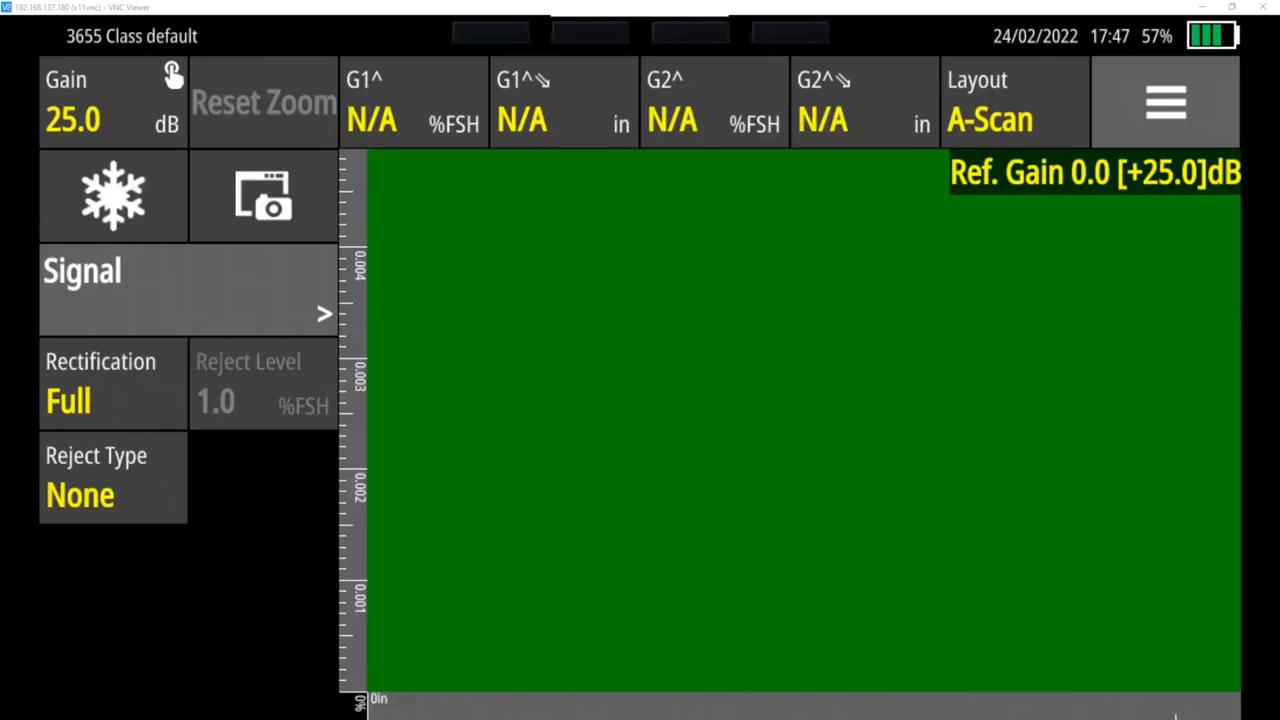 192.168.137.180 (x11vnc) - VNC Viewer
3655 Class default
24/02/2022 17:47 57%
Gain
25.0 dB
Reset Zoom
G1^
N/A %FSH
G1^⇘
N/A in
G2^
N/A %FSH
G2^⇘
N/A in
Layout
A-Scan
Ref. Gain 0.0 [+25.0]dB
Signal
>
Rectification
Full
Reject Level
1.0 %FSH
Reject Type
None
0.004
0.003
0.002
0.001
0%
0in